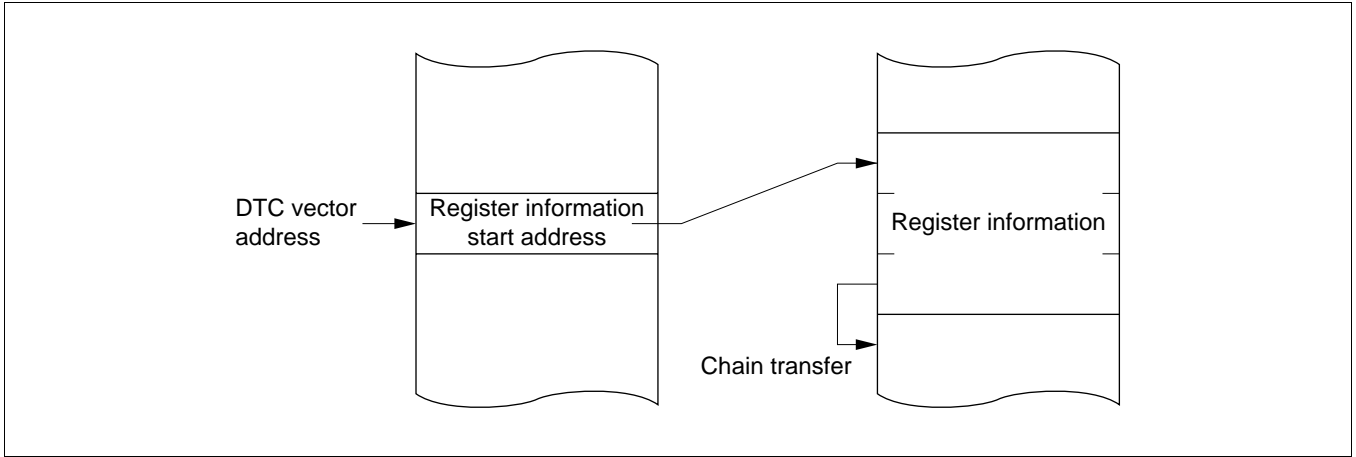 DTC vector
address
Register information
start address
Register information
Chain transfer